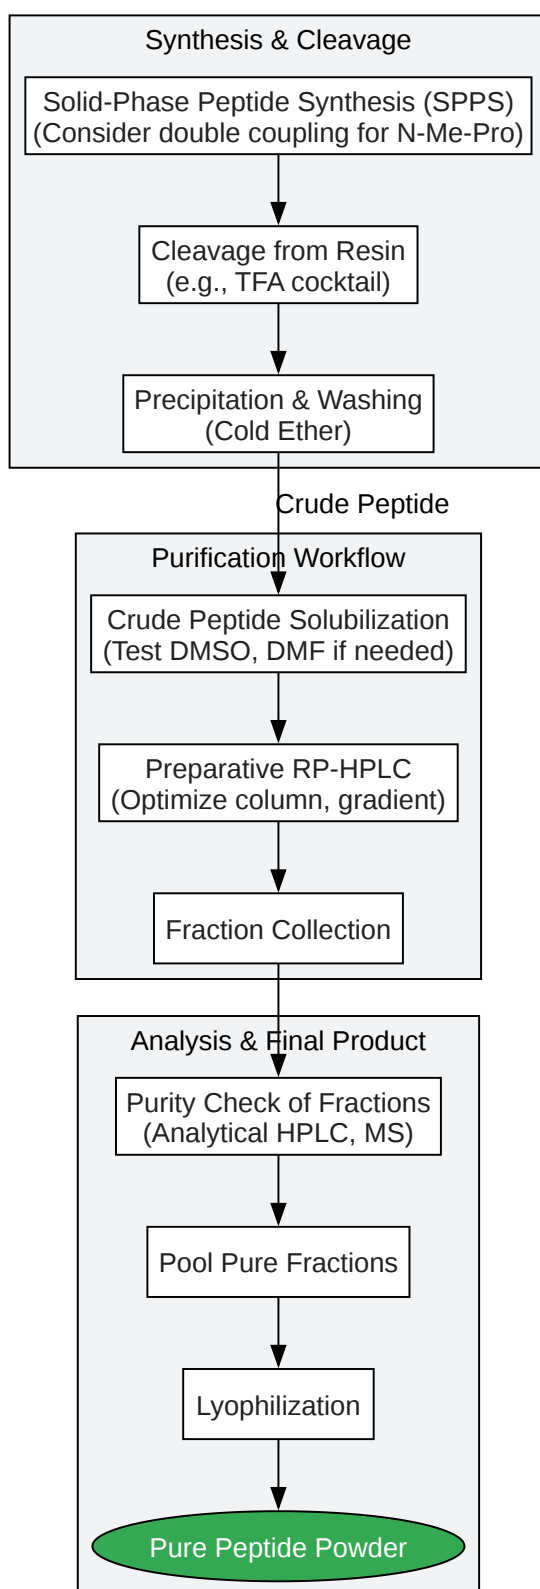 Synthesis & Cleavage
Solid-Phase Peptide Synthesis (SPPS)
(Consider double coupling for N-Me-Pro)
Cleavage from Resin
(e.g., TFA cocktail)
Precipitation & Washing
(Cold Ether)
Crude Peptide
Purification Workflow
Crude Peptide Solubilization
(Test DMSO, DMF if needed)
Preparative RP-HPLC
(Optimize column, gradient)
Fraction Collection
Analysis & Final Product
Purity Check of Fractions
(Analytical HPLC, MS)
Pool Pure Fractions
Lyophilization
Pure Peptide Powder